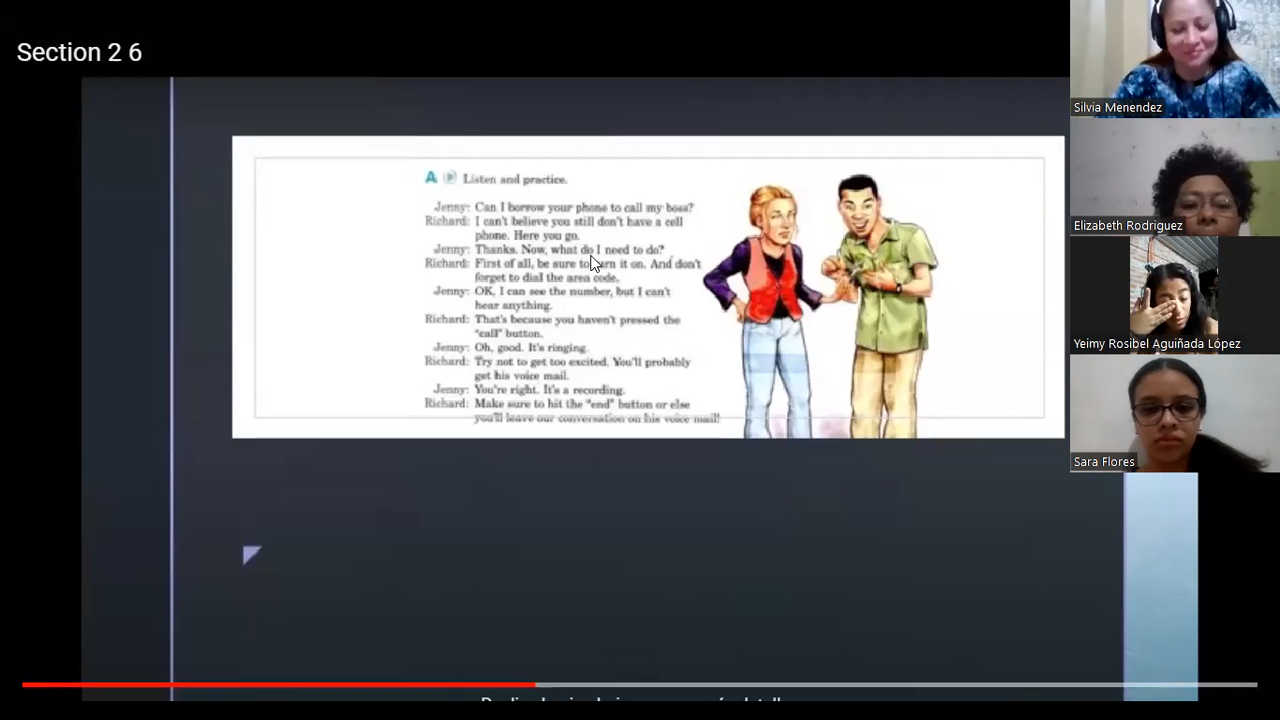 Section 2 6
A Listen and practice.
Jenny: Can I borrow your phone to call my boss?
Richard: I can't believe you still don't have a cell
phone. Here you go.
Jenny: Thanks. Now, what do I need to do?
Richard: First of all, be sure to turn it on. And don't
forget to dial the area code.
Jenny: OK, I can see the number, but I can't
hear anything.
Richard: That's because you haven't pressed the
"call" button.
Jenny: Oh, good. It's ringing.
Richard: Try not to get too excited. You'll probably
get his voice mail.
Jenny: You're right. It's a recording.
Richard: Make sure to hit the "end" button or else
you'll leave our conversation on his voice mail!
Silvia Menendez
Elizabeth Rodriguez
Yeimy Rosibel Aguiñada López
Sara Flores